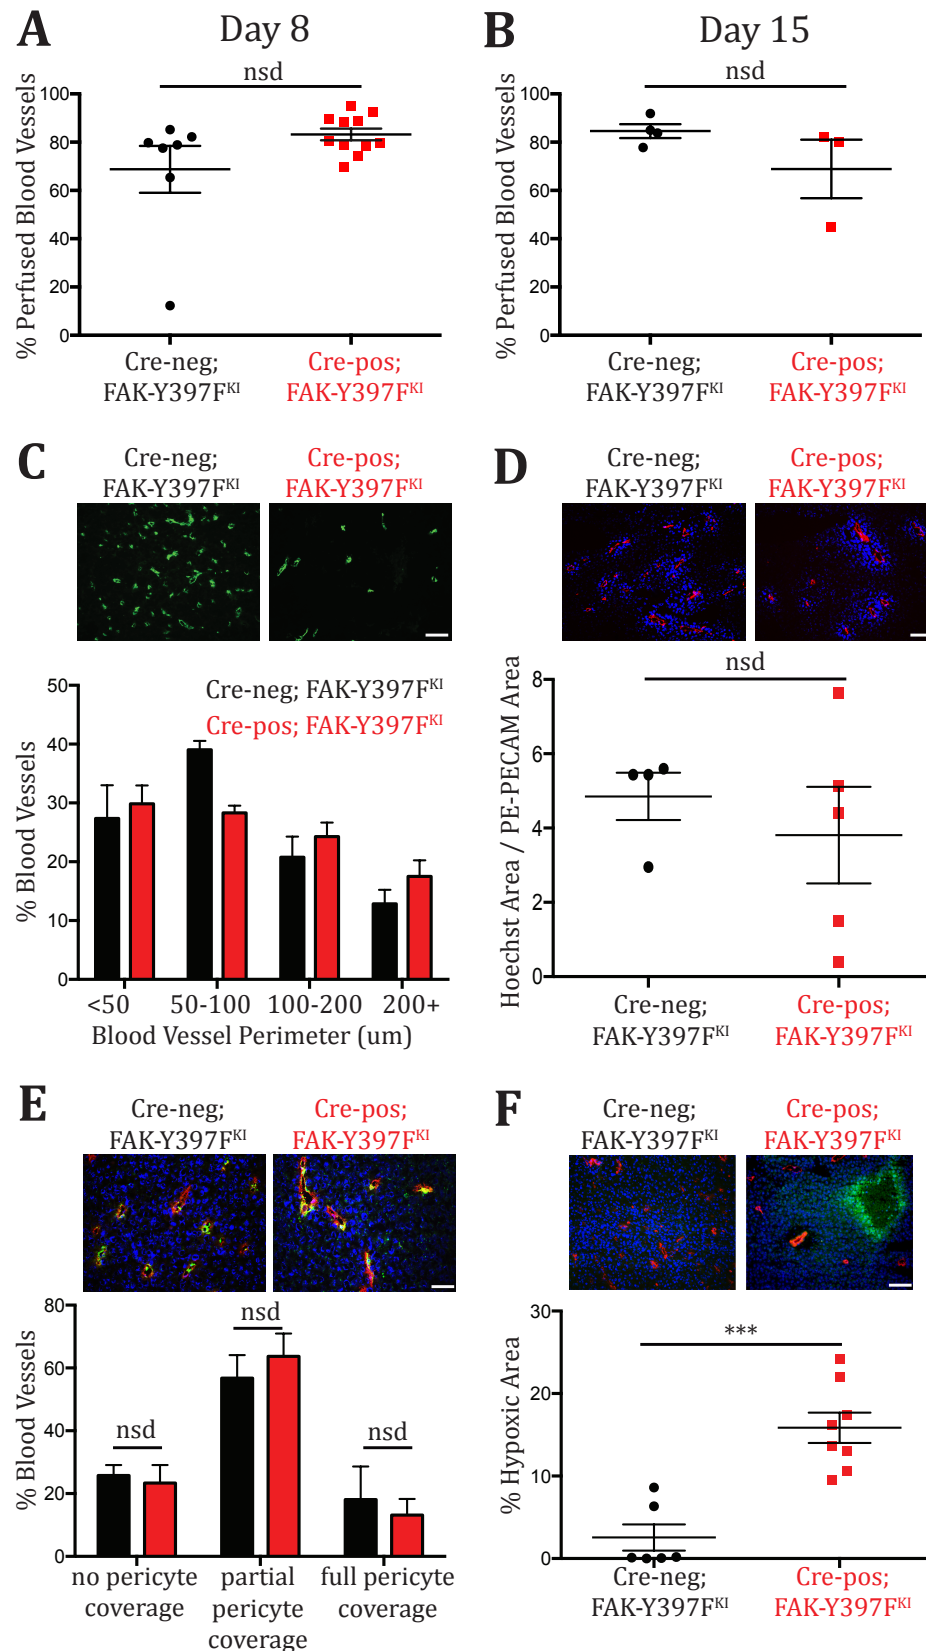 A
Day 8
nsd
% Perfused Blood Vessels
100
80
60
40
20
0
Cre-neg;
FAK-Y397F^KI
Cre-pos;
FAK-Y397F^KI
B
Day 15
nsd
% Perfused Blood Vessels
100
80
60
40
20
0
Cre-neg;
FAK-Y397F^KI
Cre-pos;
FAK-Y397F^KI
C
Cre-neg;
FAK-Y397F^KI
Cre-pos;
FAK-Y397F^KI
Cre-neg; FAK-Y397F^KI
Cre-pos; FAK-Y397F^KI
% Blood Vessels
50
40
30
20
10
0
<50 50-100 100-200 200+
Blood Vessel Perimeter (um)
D
Cre-neg;
FAK-Y397F^KI
Cre-pos;
FAK-Y397F^KI
nsd
Hoechst Area / PE-PECAM Area
8
6
4
2
0
Cre-neg;
FAK-Y397F^KI
Cre-pos;
FAK-Y397F^KI
E
Cre-neg;
FAK-Y397F^KI
Cre-pos;
FAK-Y397F^KI
% Blood Vessels
80
60
40
20
0
nsd
nsd
nsd
no pericyte
coverage
partial
pericyte
coverage
full pericyte
coverage
F
Cre-neg;
FAK-Y397F^KI
Cre-pos;
FAK-Y397F^KI
***
% Hypoxic Area
30
20
10
0
Cre-neg;
FAK-Y397F^KI
Cre-pos;
FAK-Y397F^KI